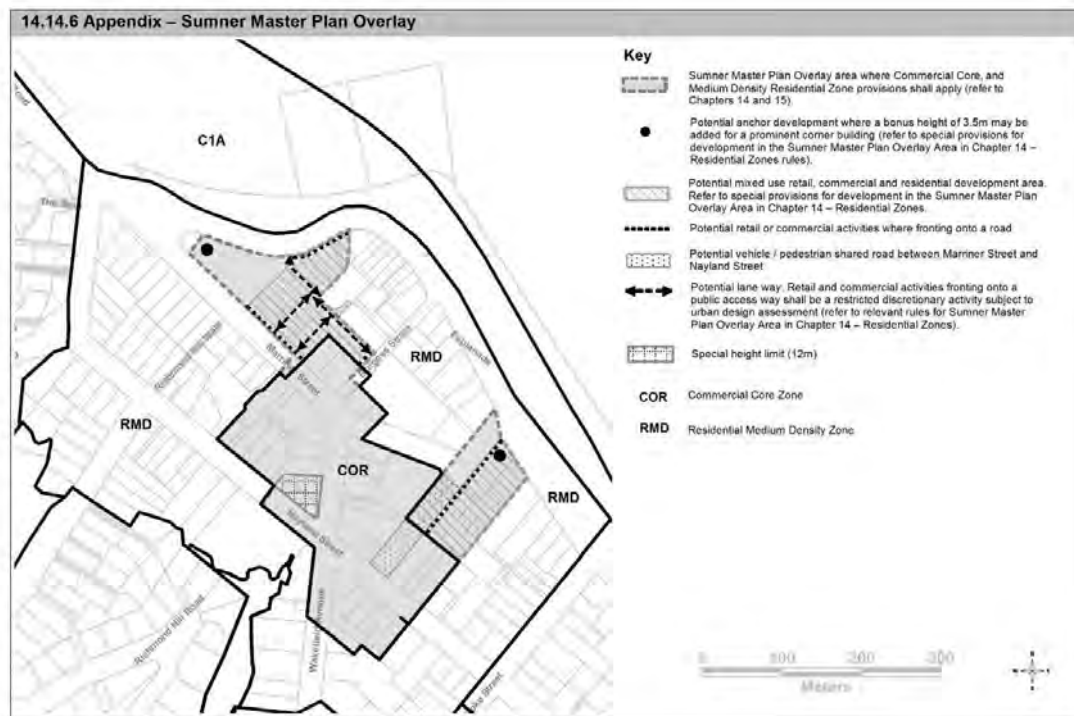 14.14.6 Appendix – Sumner Master Plan Overlay
Key
Sumner Master Plan Overlay area where Commercial Core, and
Medium Density Residential Zone provisions shall apply (refer to
Chapters 14 and 15).
Potential anchor development where a bonus height of 3.5m may be
added for a prominent corner building (refer to special provisions for
development in the Sumner Master Plan Overlay Area in Chapter 14 –
Residential Zones rules).
Potential mixed use retail, commercial and residential development area.
Refer to special provisions for development in the Sumner Master Plan
Overlay Area in Chapter 14 – Residential Zones.
Potential retail or commercial activities where fronting onto a road
Potential vehicle / pedestrian shared road between Marriner Street and
Nayland Street
Potential lane way. Retail and commercial activities fronting onto a
public access way shall be a restricted discretionary activity subject to
urban design assessment (refer to relevant rules for Sumner Master
Plan Overlay Area in Chapter 14 – Residential Zones).
Special height limit (12m)
COR Commercial Core Zone
RMD Residential Medium Density Zone
C1A
RMD
RMD
COR
RMD
Esplanade
Street
Street
Richmond Hill Road
0 100 200 300
Meters